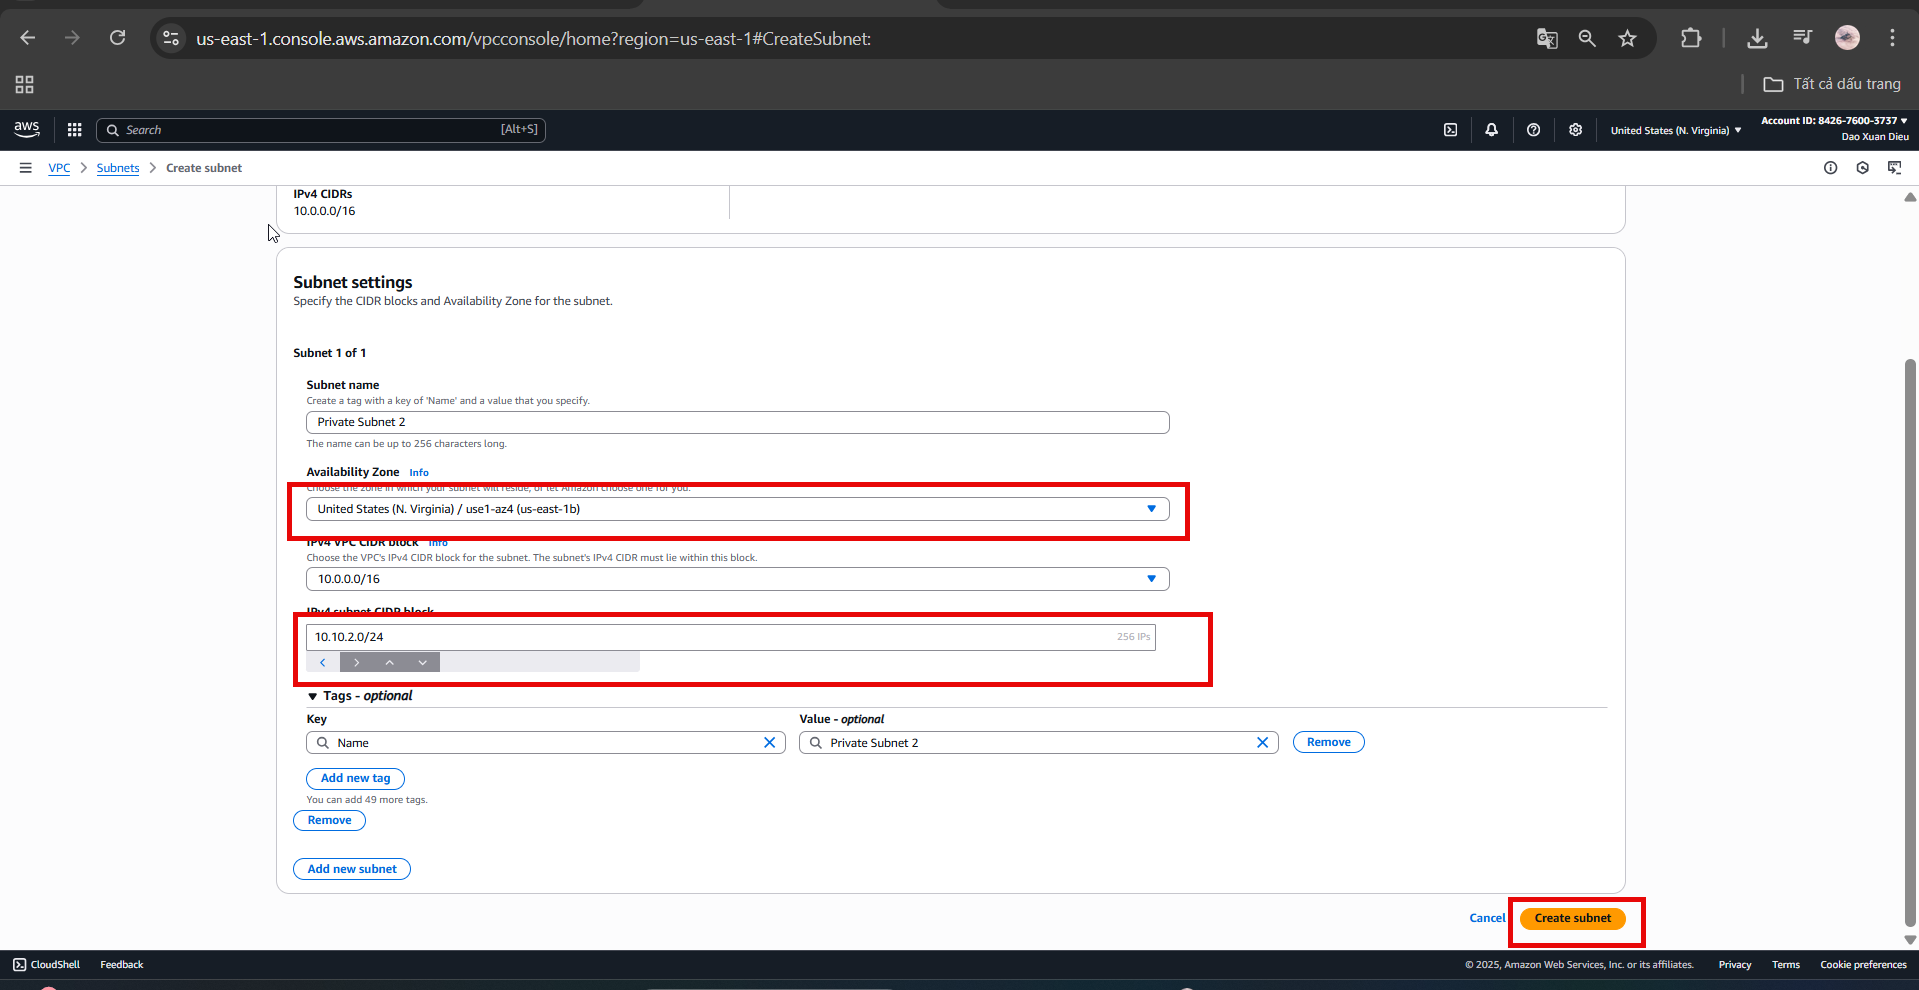 us-east-1.console.aws.amazon.com/vpcconsole/home?region=us-east-1#CreateSubnet:
Tất cả dấu trang
aws
Search
[Alt+S]
United States (N. Virginia)
Account ID: 8426-7600-3737
Dao Xuan Dieu
VPC
Subnets
Create subnet
IPv4 CIDRs
10.0.0.0/16
Subnet settings
Specify the CIDR blocks and Availability Zone for the subnet.
Subnet 1 of 1
Subnet name
Create a tag with a key of 'Name' and a value that you specify.
Private Subnet 2
The name can be up to 256 characters long.
Availability Zone Info
Choose the zone in which your subnet will reside, or let Amazon choose one for you.
United States (N. Virginia) / use1-az4 (us-east-1b)
IPv4 VPC CIDR block Info
Choose the VPC's IPv4 CIDR block for the subnet. The subnet's IPv4 CIDR must lie within this block.
10.0.0.0/16
IPv4 subnet CIDR block
10.10.2.0/24
256 IPs
Tags - optional
Key
Value - optional
Name
Private Subnet 2
Remove
Add new tag
You can add 49 more tags.
Remove
Add new subnet
Cancel
Create subnet
CloudShell
Feedback
© 2025, Amazon Web Services, Inc. or its affiliates.
Privacy
Terms
Cookie preferences